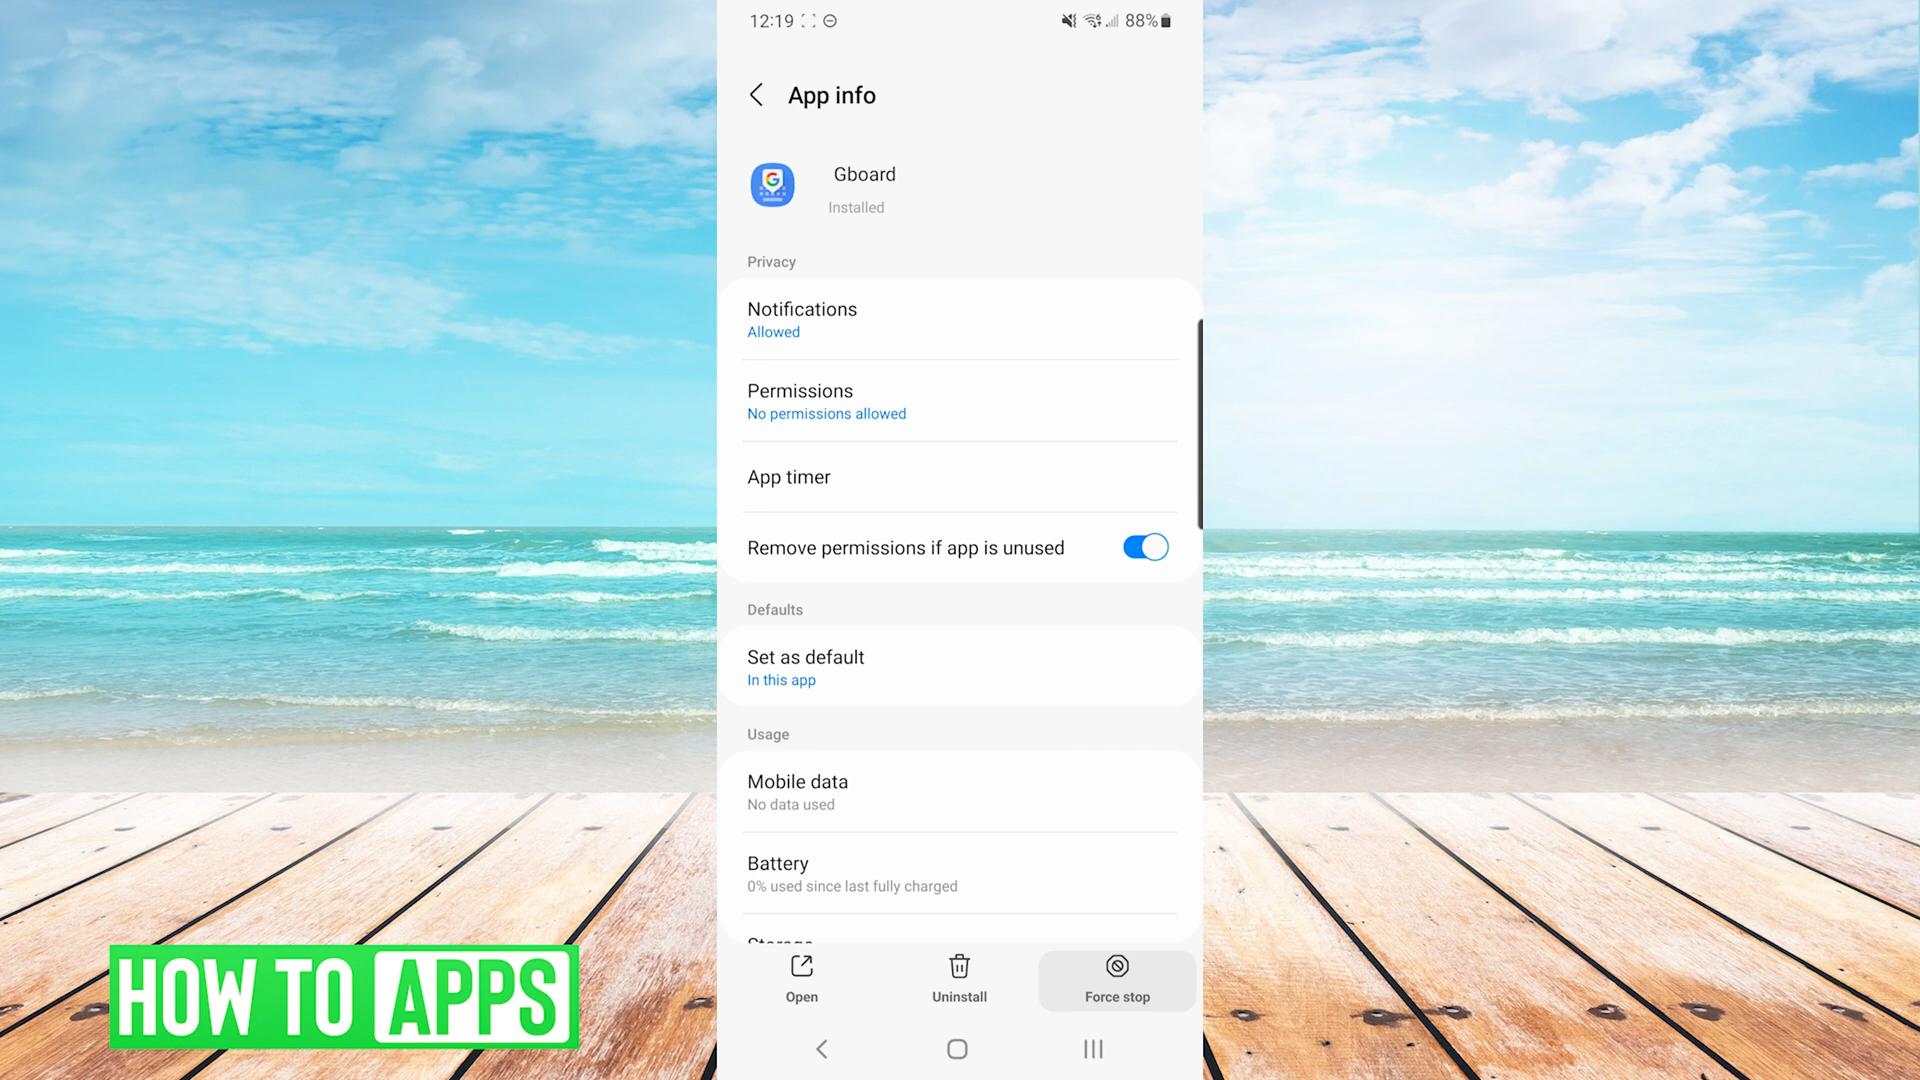 12:19
88%
App info
Gboard
Installed
Privacy
Notifications
Allowed
Permissions
No permissions allowed
App timer
Remove permissions if app is unused
Defaults
Set as default
In this app
Usage
Mobile data
No data used
Battery
0% used since last fully charged
Storage
Open
Uninstall
Force stop
HOW TO APPS